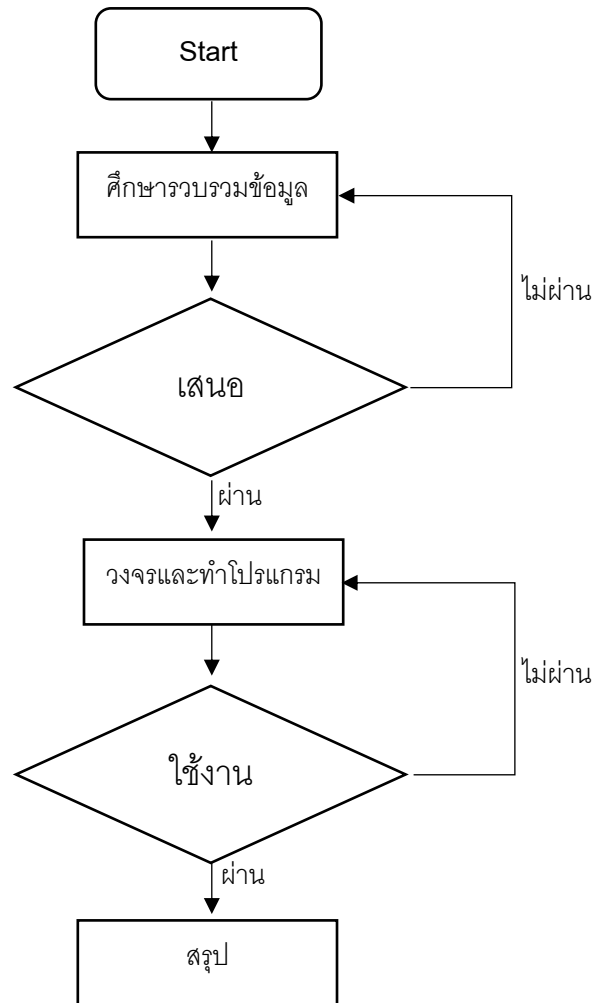 Start
ศึกษารวบรวมข้อมูล
ไม่ผ่าน
เสนอ
ผ่าน
วงจรและทำโปรแกรม
ไม่ผ่าน
ใช้งาน
ผ่าน
สรุป